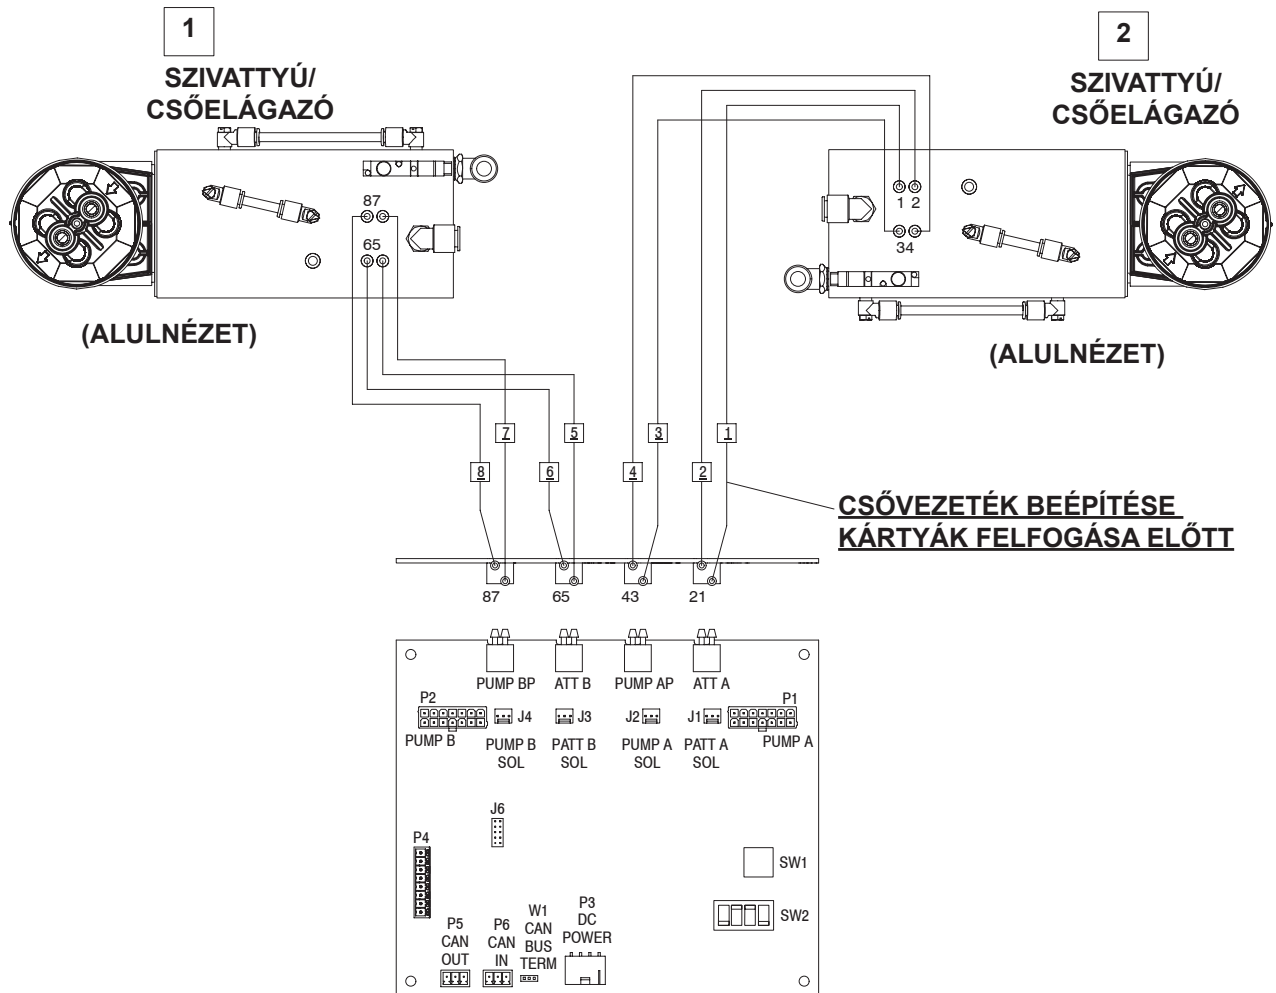 1
SZIVATTYÚ/
CSŐELÁGAZÓ
2
SZIVATTYÚ/
CSŐELÁGAZÓ
87
65
1 2
34
(ALULNÉZET)
(ALULNÉZET)
7
5
3
1
8
6
4
2
CSŐVEZETÉK BEÉPÍTÉSE
KÁRTYÁK FELFOGÁSA ELŐTT
87
65
43
21
PUMP BP
ATT B
PUMP AP
ATT A
P2
J4
J3
J2
J1
P1
PUMP B
PUMP B
SOL
PATT B
SOL
PUMP A
SOL
PATT A
SOL
PUMP A
J6
P4
SW1
SW2
P5
CAN
OUT
P6
CAN
IN
W1
CAN
BUS
TERM
P3
DC
POWER